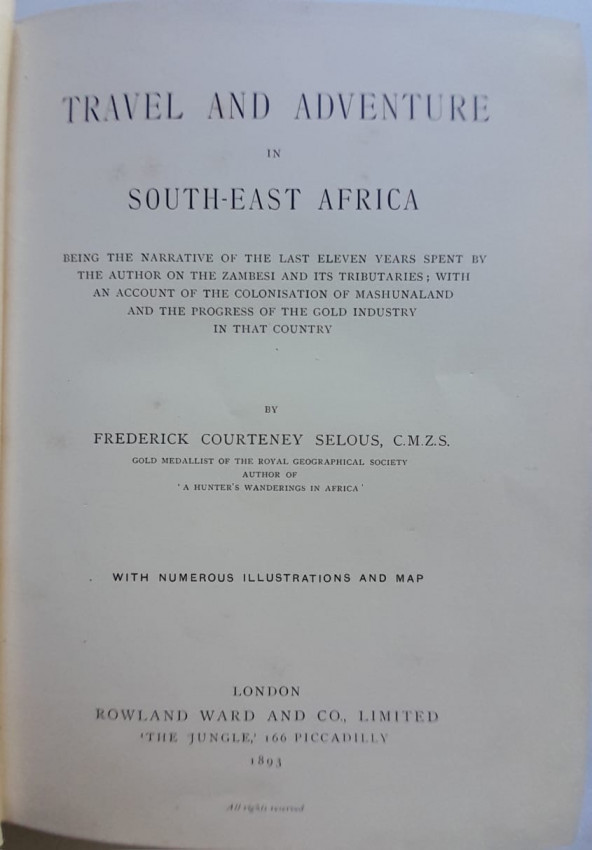 TRAVEL AND ADVENTURE
IN
SOUTH-EAST AFRICA
BEING THE NARRATIVE OF THE LAST ELEVEN YEARS SPENT BY
THE AUTHOR ON THE ZAMBESI AND ITS TRIBUTARIES; WITH
AN ACCOUNT OF THE COLONISATION OF MASHUNALAND
AND THE PROGRESS OF THE GOLD INDUSTRY
IN THAT COUNTRY
BY
FREDERICK COURTENEY SELOUS, C.M.Z.S.
GOLD MEDALLIST OF THE ROYAL GEOGRAPHICAL SOCIETY
AUTHOR OF
'A HUNTER'S WANDERINGS IN AFRICA'
WITH NUMEROUS ILLUSTRATIONS AND MAP
LONDON
ROWLAND WARD AND CO., LIMITED
'THE JUNGLE,' 166 PICCADILLY
1893
All rights reserved